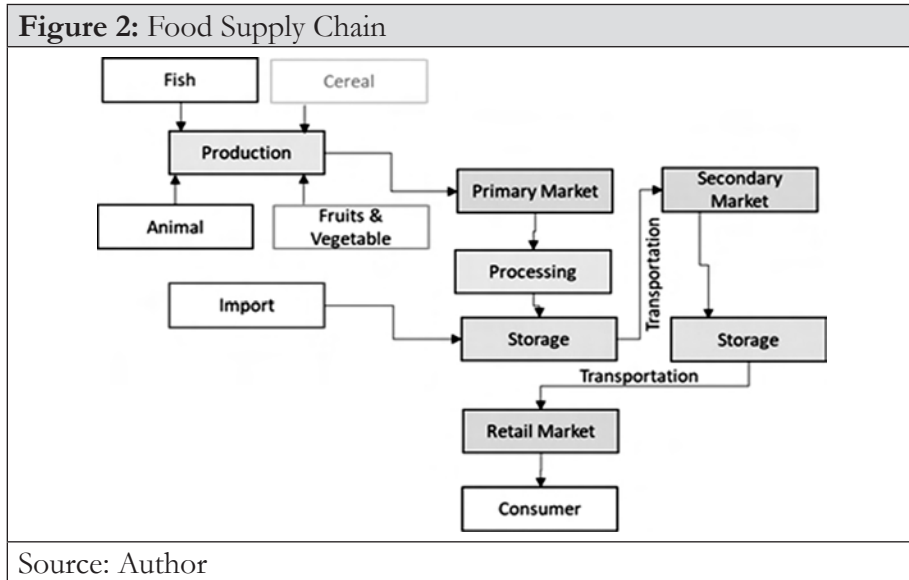 Figure 2: Food Supply Chain
Fish
Cereal
Production
Animal
Fruits &
Vegetable
Primary Market
Secondary
Market
Processing
Transportation
Import
Storage
Storage
Transportation
Retail Market
Consumer
Source: Author